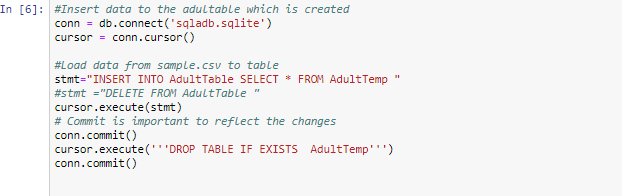 In [6]: #Insert data to the adultable which is created
conn = db.connect('sqladb.sqlite')
cursor = conn.cursor()
#Load data from sample.csv to table
stmt="INSERT INTO AdultTable SELECT * FROM AdultTemp "
#stmt ="DELETE FROM AdultTable "
cursor.execute(stmt)
# Commit is important to reflect the changes
conn.commit()
cursor.execute('''DROP TABLE IF EXISTS  AdultTemp''')
conn.commit()